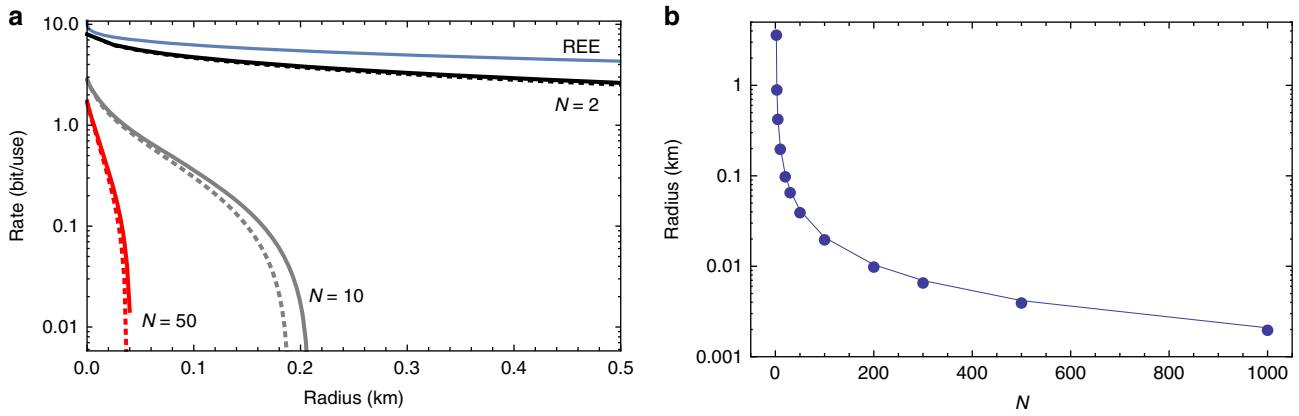 a
10.0
1.0
0.1
0.01
Rate (bit/use)
REE
N = 2
N = 10
N = 50
0.0 0.1 0.2 0.3 0.4 0.5
Radius (km)
b
1
0.1
0.01
0.001
Radius (km)
0 200 400 600 800 1000
N